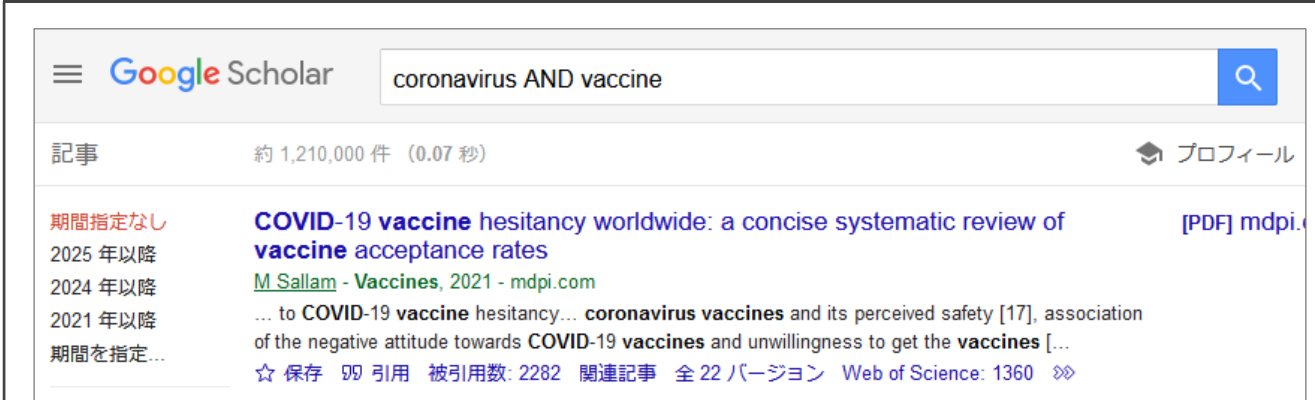 Google Scholar
coronavirus AND vaccine
記事
約 1,210,000 件 （0.07 秒）
プロフィール
期間指定なし
2025 年以降
2024 年以降
2021 年以降
期間を指定...
COVID-19 vaccine hesitancy worldwide: a concise systematic review of
vaccine acceptance rates
M Sallam - Vaccines, 2021 - mdpi.com
… to COVID-19 vaccine hesitancy… coronavirus vaccines and its perceived safety [17], association
of the negative attitude towards COVID-19 vaccines and unwillingness to get the vaccines […
保存 引用 被引用数: 2282 関連記事 全 22 バージョン Web of Science: 1360
[PDF] mdpi.